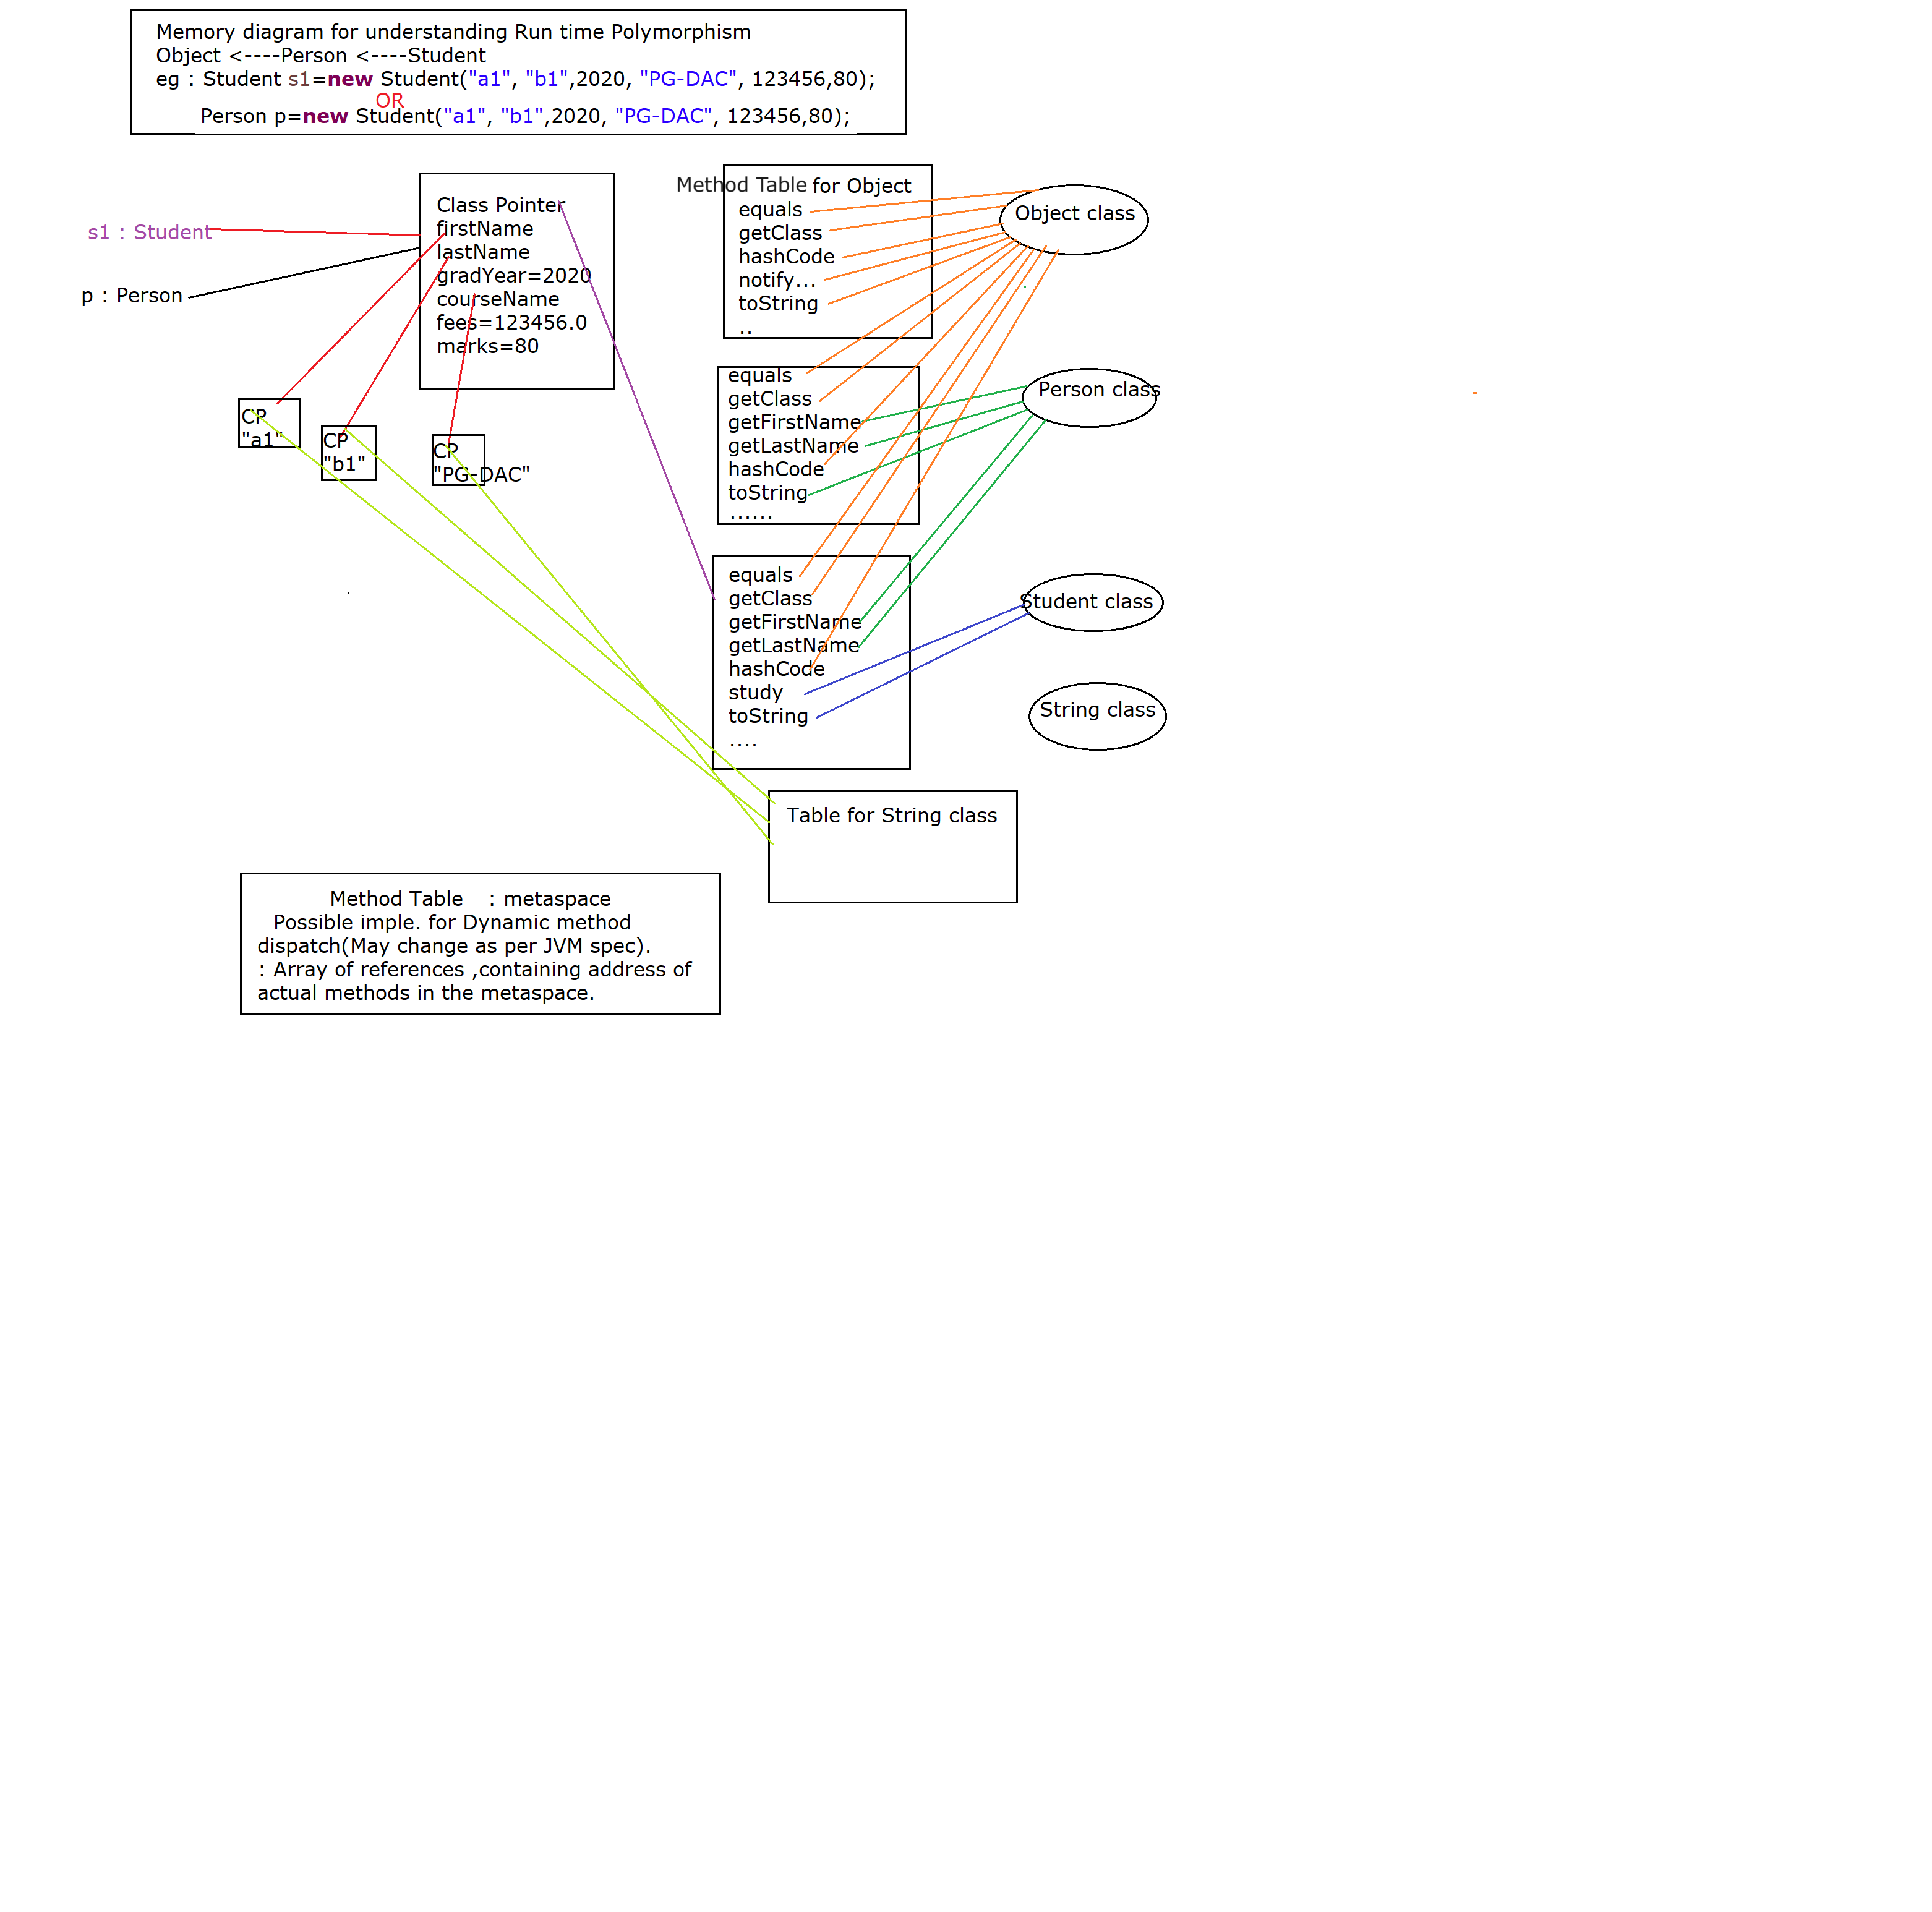 Memory diagram for understanding Run time Polymorphism
Object <----Person <----Student
eg : Student s1=new Student("a1", "b1",2020, "PG-DAC", 123456,80);
OR
Person p=new Student("a1", "b1",2020, "PG-DAC", 123456,80);
s1 : Student
p : Person
Class Pointer
firstName
lastName
gradYear=2020
courseName
fees=123456.0
marks=80
CP
"a1"
CP
"b1"
CP
"PG-DAC"
Method Table for Object
equals
getClass
hashCode
notify...
toString
..
Object class
equals
getClass
getFirstName
getLastName
hashCode
toString
......
Person class
equals
getClass
getFirstName
getLastName
hashCode
study
toString
....
Student class
String class
Table for String class
Method Table : metaspace
Possible imple. for Dynamic method
dispatch(May change as per JVM spec).
: Array of references ,containing address of
actual methods in the metaspace.